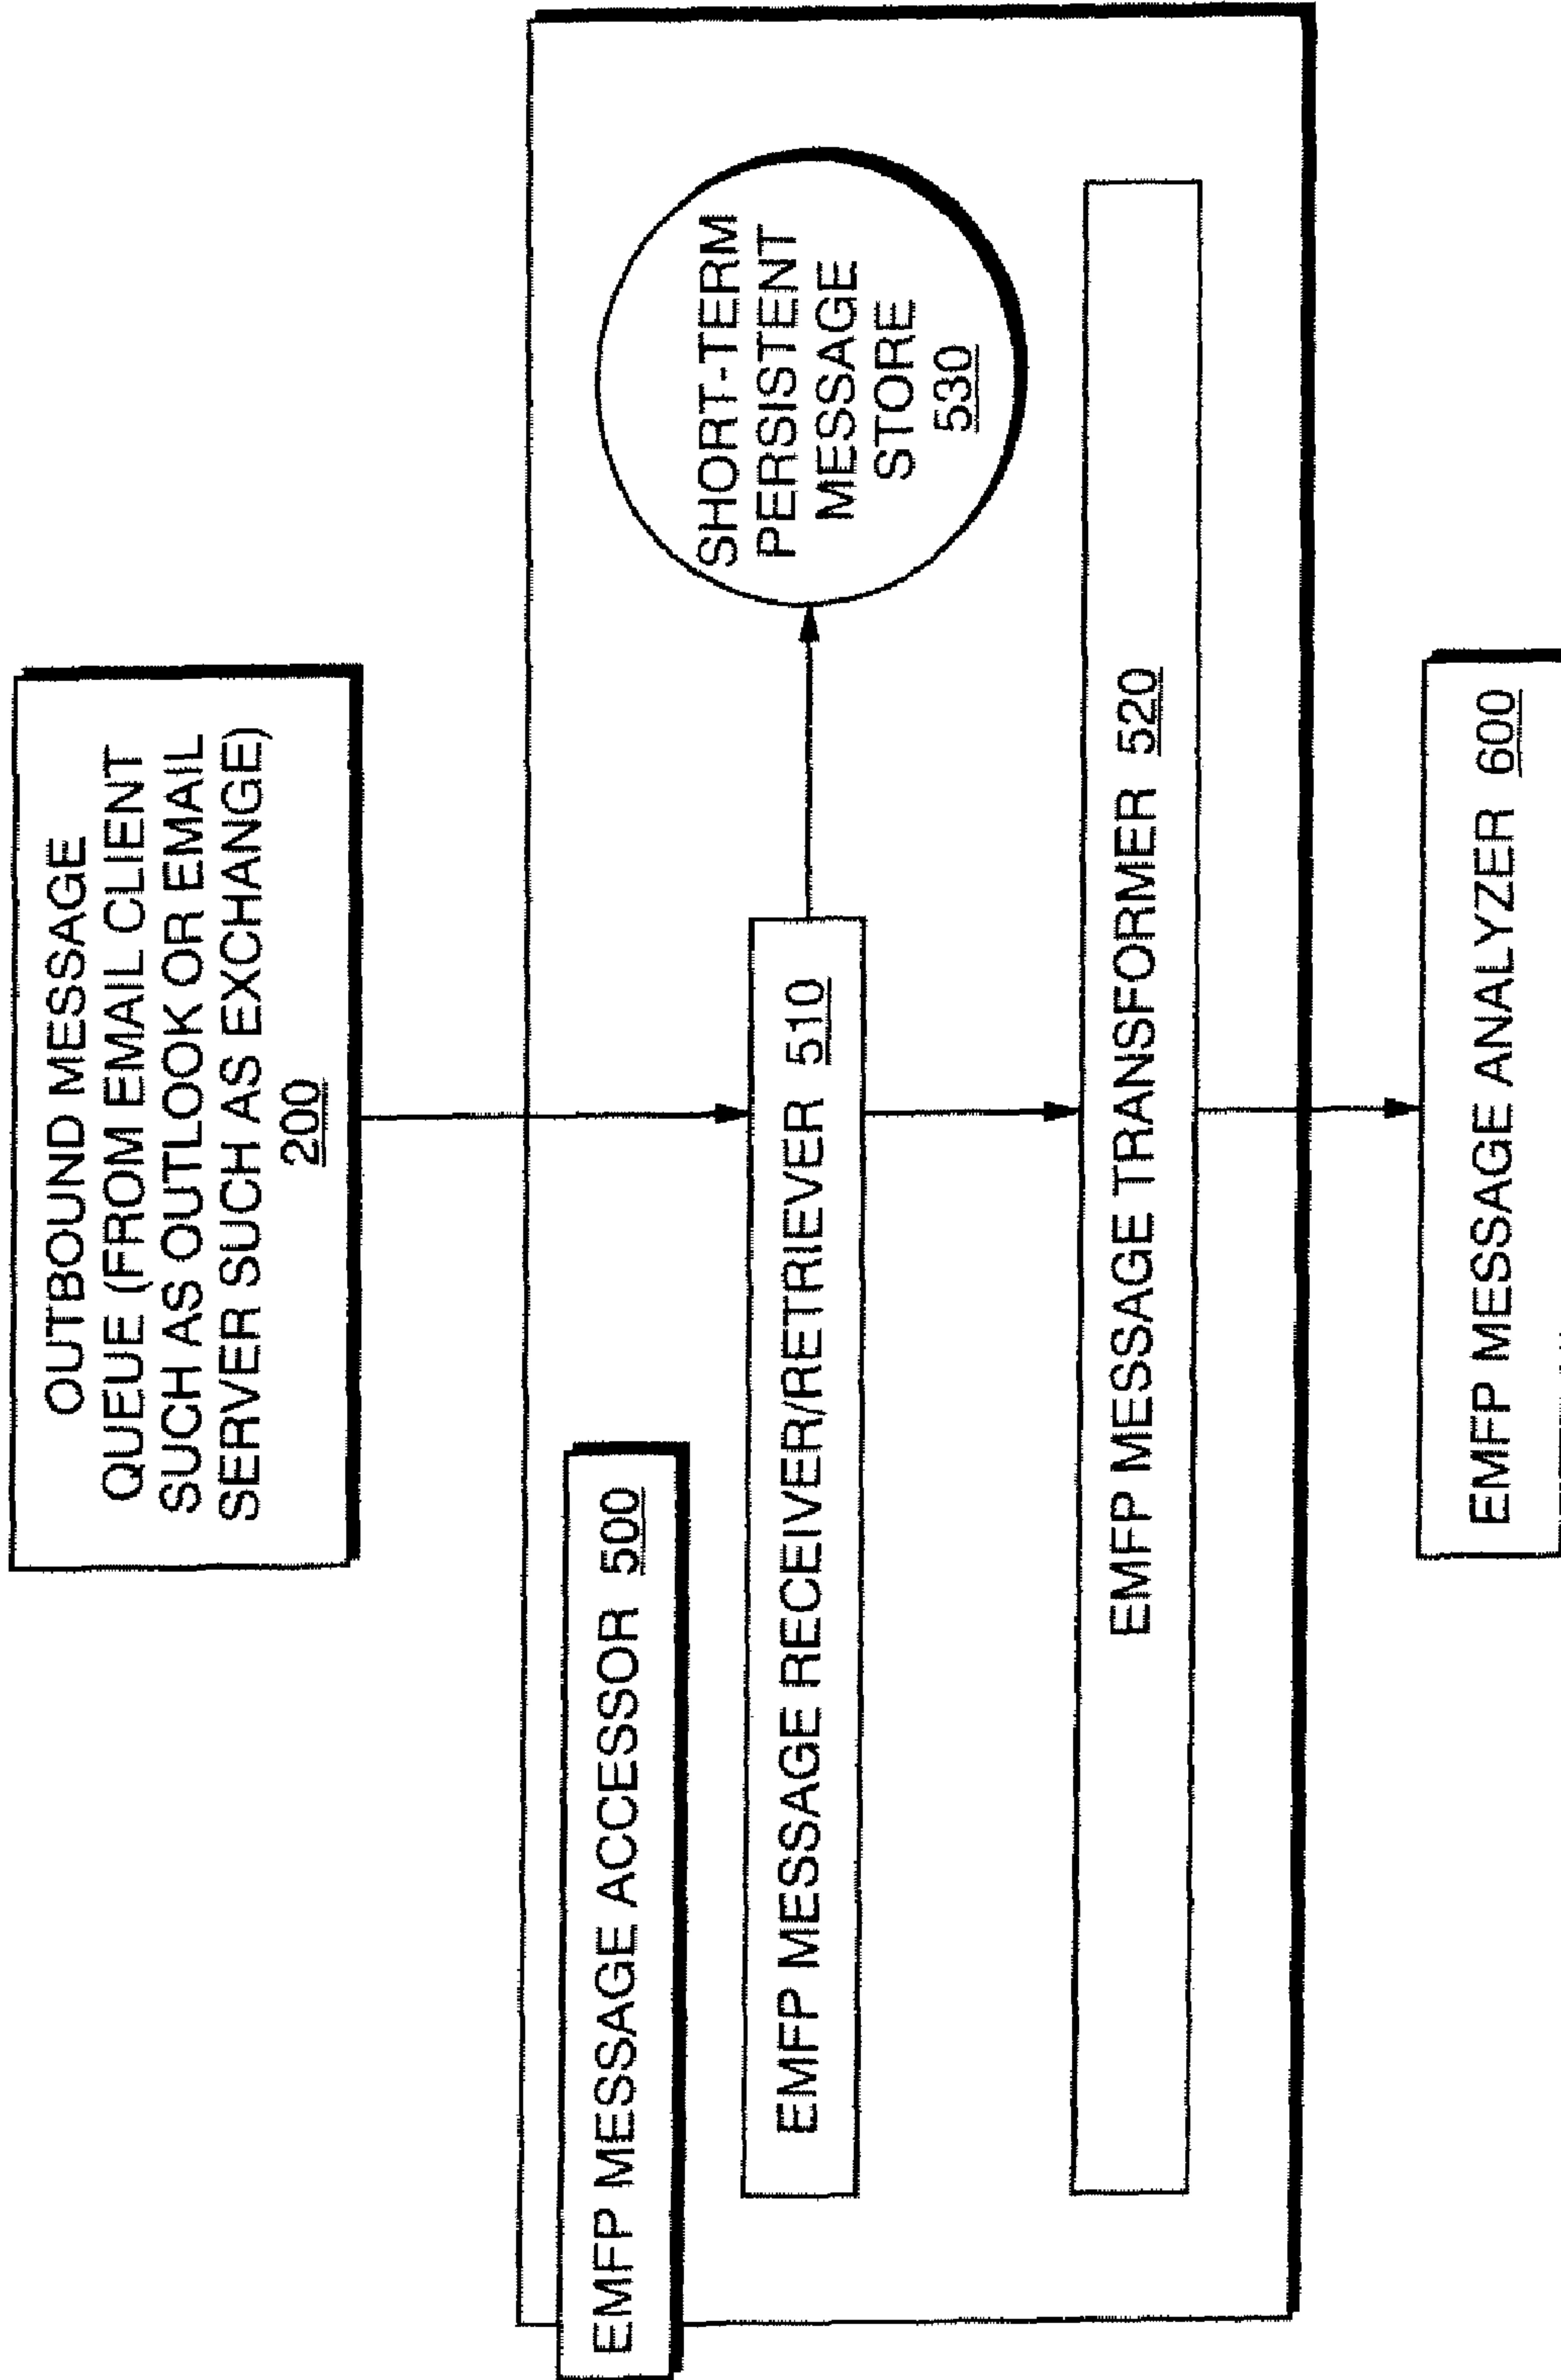 OUTBOUND MESSAGE
QUEUE (FROM EMAIL CLIENT
SUCH AS OUTLOOK OR EMAIL
SERVER SUCH AS EXCHANGE)
200
EMFP MESSAGE ACCESSOR 500
EMFP MESSAGE RECEIVER/RETRIEVER 510
SHORT-TERM
PERSISTENT
MESSAGE
STORE
530
EMFP MESSAGE TRANSFORMER 520
EMFP MESSAGE ANALYZER 600